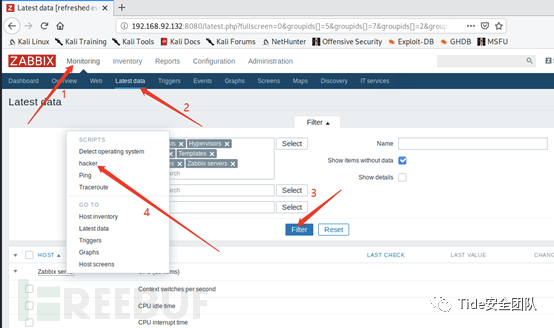 Latest data [refreshed eve
192.168.92.132:8080/latest.php?fullscreen=0&groupids[]=5&groupids[]=7&groupids[]=2&grou
Kali Linux Kali Training Kali Tools Kali Docs Kali Forums NetHunter Offensive Security Exploit-DB GHDB MSFU
ZABBIX Monitoring Inventory Reports Configuration Administration
1
Dashboard Overview Web Latest data Triggers Events Graphs Screens Maps Discovery IT services
2
Latest data
Filter
SCRIPTS
Detect operating system
hacker
Ping
Traceroute
GO TO
Host inventory
Latest data
Triggers
Graphs
Host screens
Hypervisors
Templates
Zabbix servers
Select
Select
Select
Name
Show items without data
Show details
3
4
Filter Reset
HOST LAST CHECK LAST VALUE CHAN
Zabbix server
Context switches per second
CPU idle time
CPU interrupt time
FREEBUF
Tide安全团队